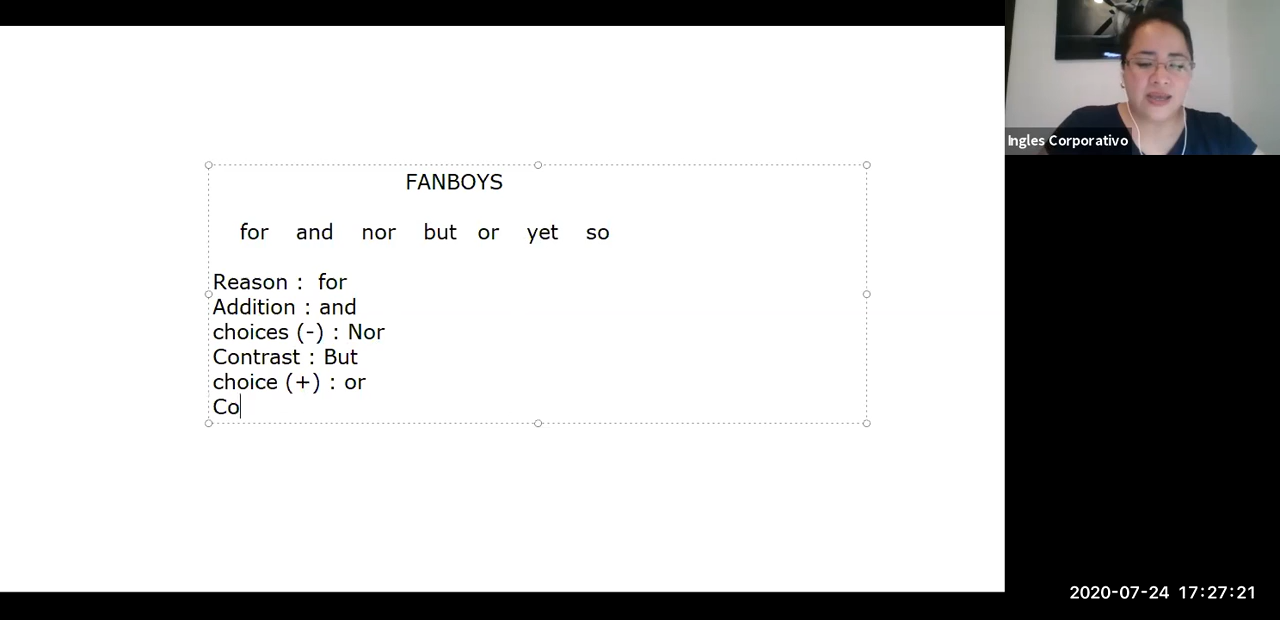 FANBOYS
for and nor but or yet so
Reason : for
Addition : and
choices (-) : Nor
Contrast : But
choice (+) : or
Co
Ingles Corporativo
2020-07-24 17:27:21